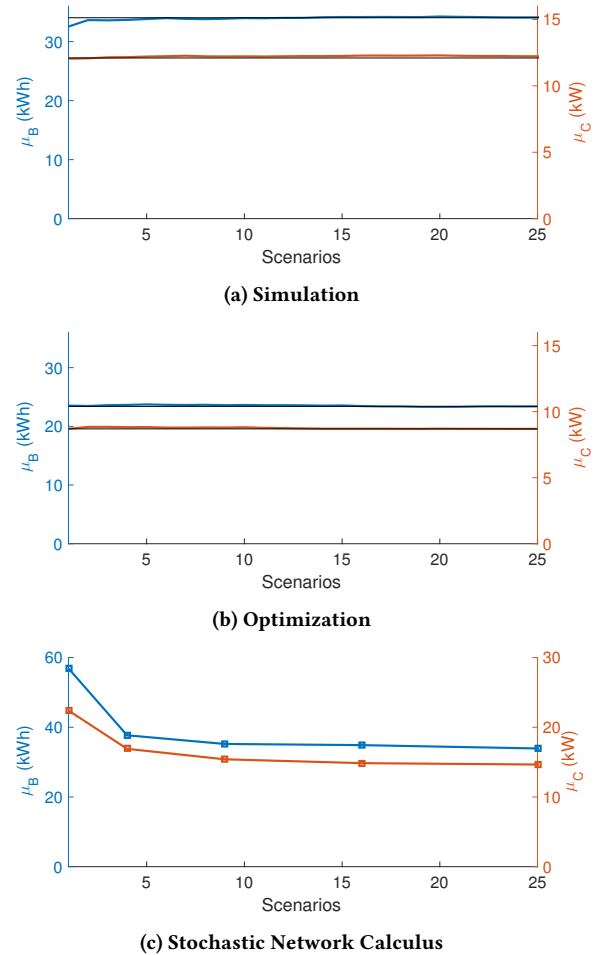 30
20
10
0
μB (kWh)
15
10
5
0
μC (kW)
5 10 15 20 25
Scenarios
(a) Simulation
30
20
10
0
μB (kWh)
15
10
5
0
μC (kW)
5 10 15 20 25
Scenarios
(b) Optimization
60
40
20
0
μB (kWh)
30
20
10
0
μC (kW)
5 10 15 20 25
Scenarios
(c) Stochastic Network Calculus